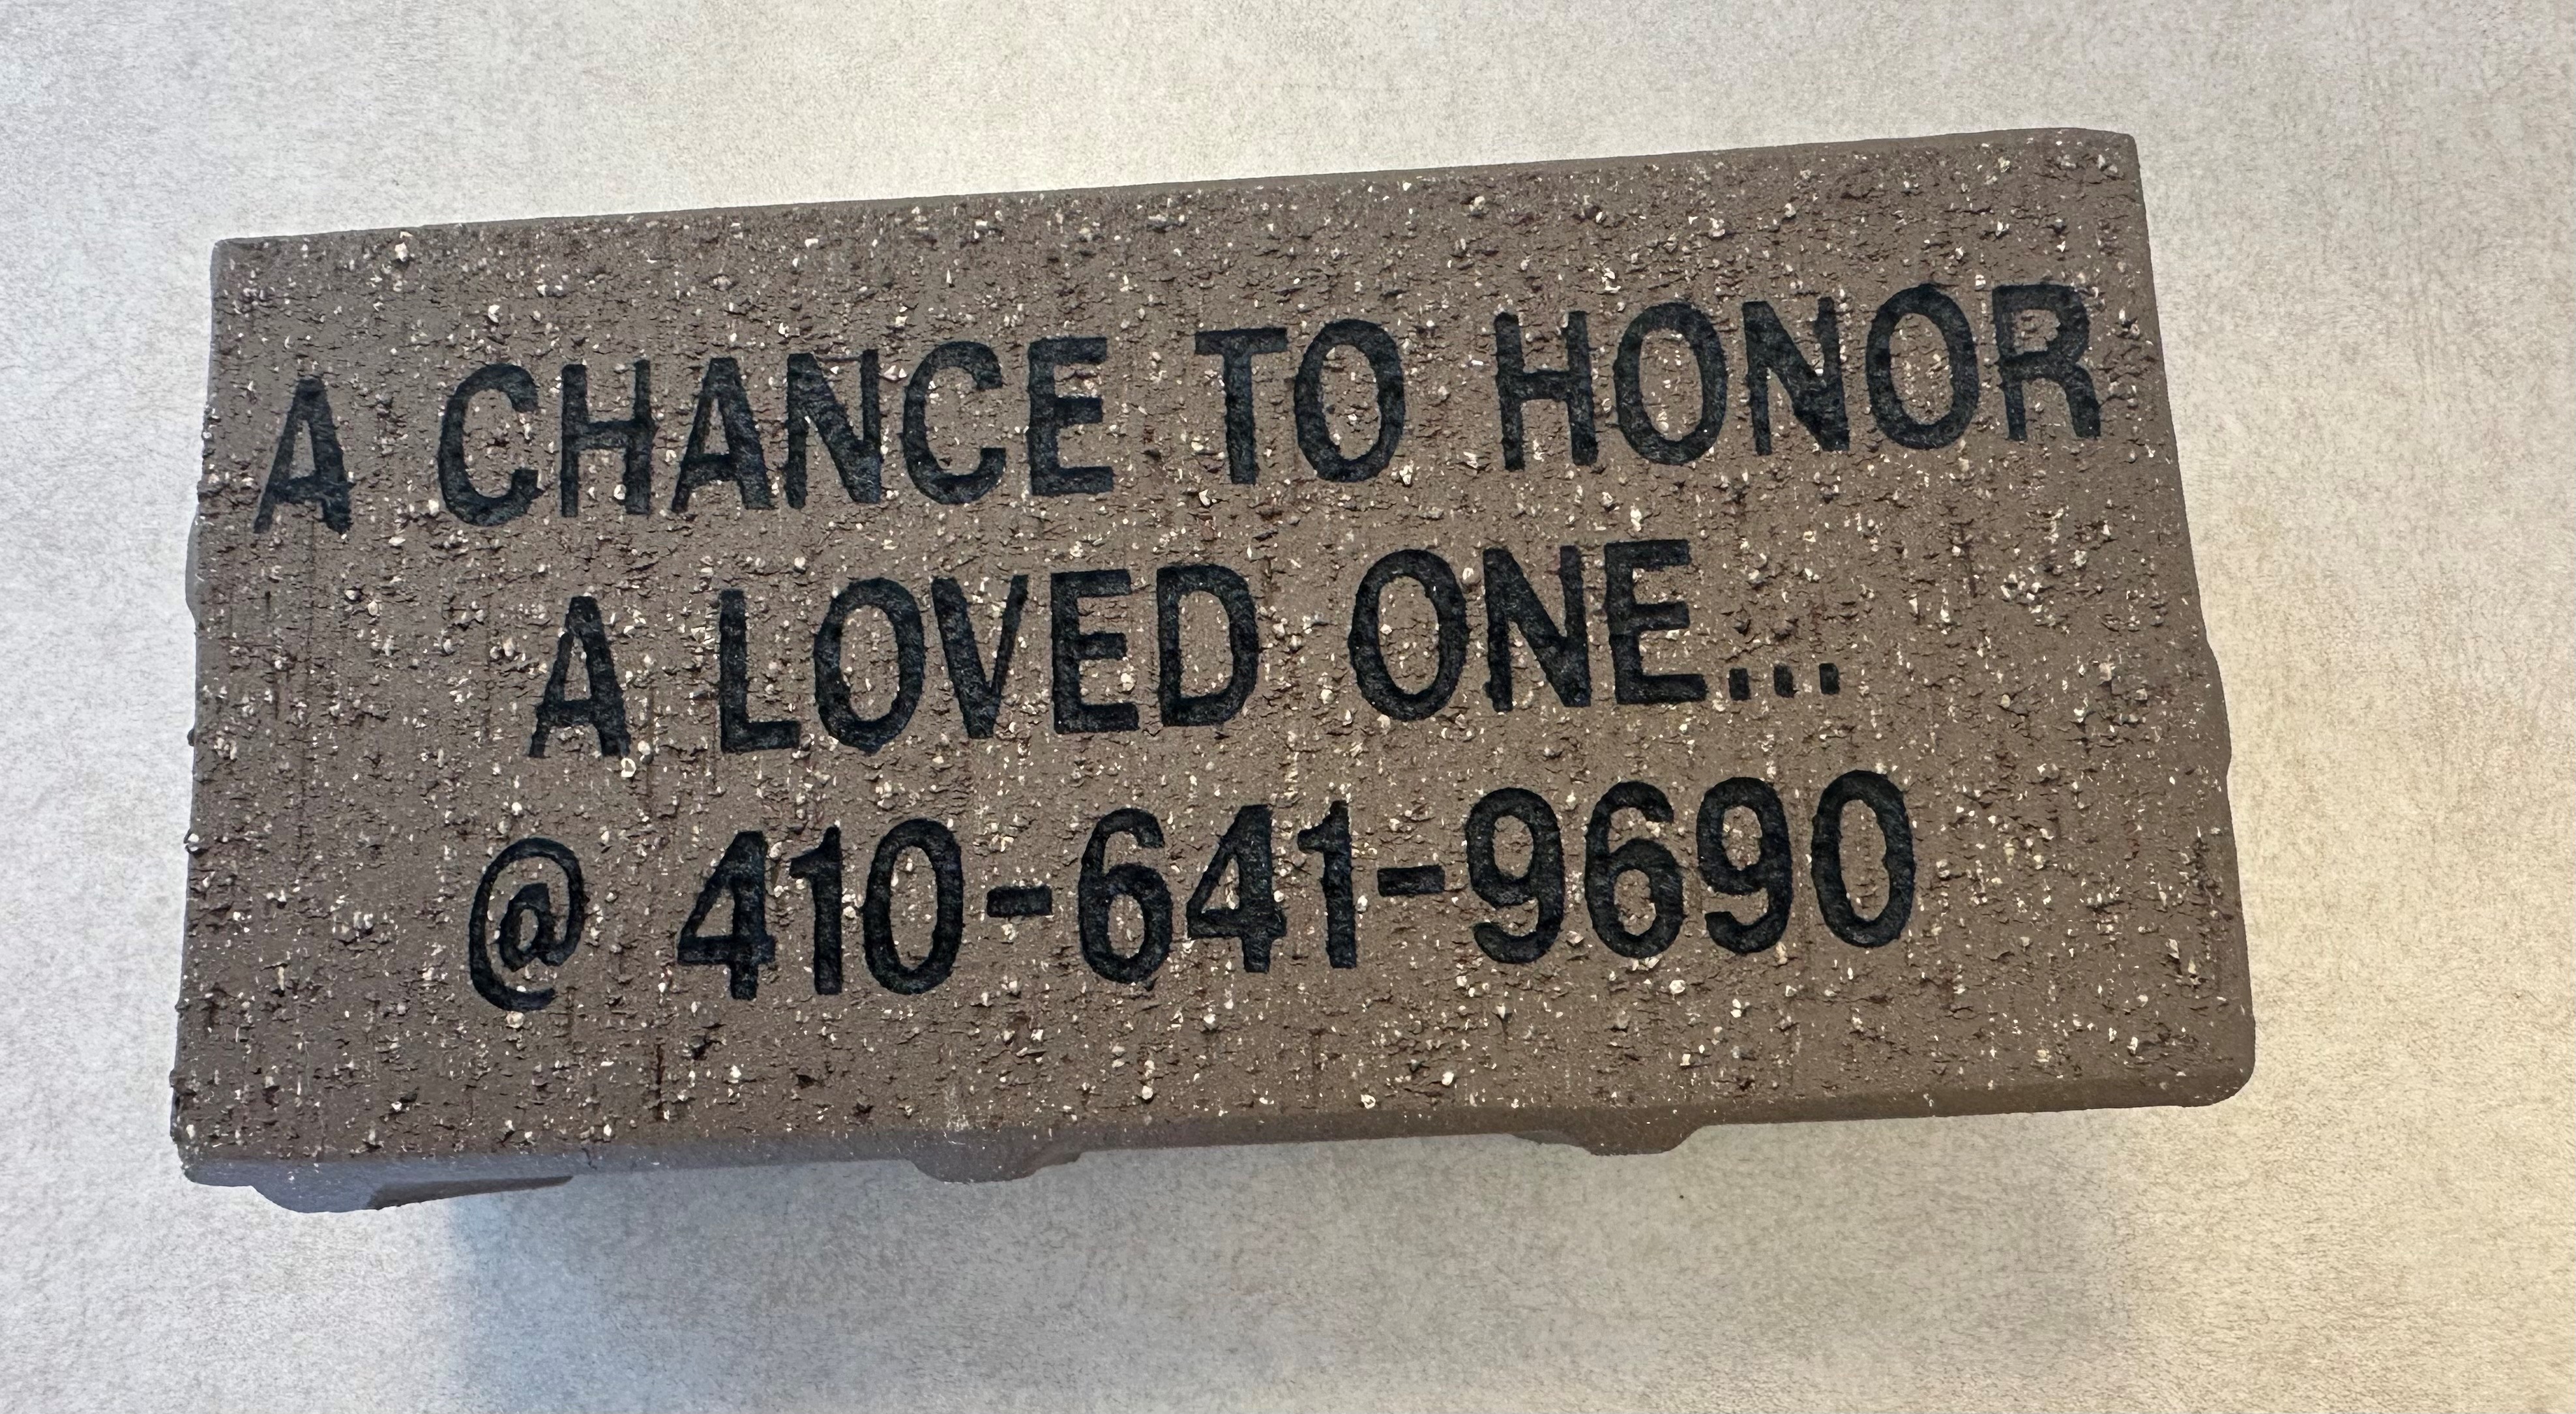 A CHANCE TO HONOR
A LOVED ONE...
@ 410-641-9690